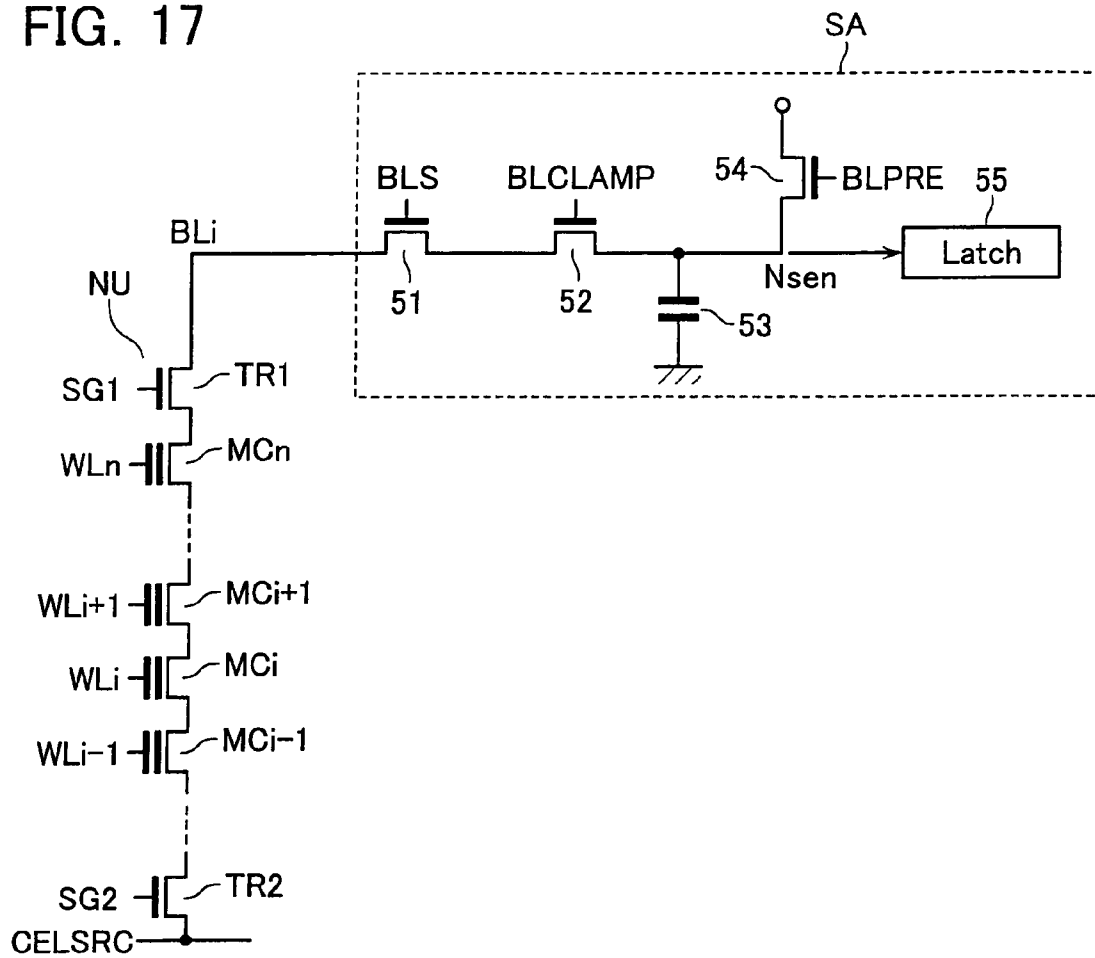 FIG. 17
SA
BLS
BLCLAMP
54
BLPRE
55
Latch
BLi
51
52
Nsen
53
NU
SG1
TR1
WLn
MCn
WLi+1
MCi+1
WLi
MCi
WLi-1
MCi-1
SG2
TR2
CELSRC